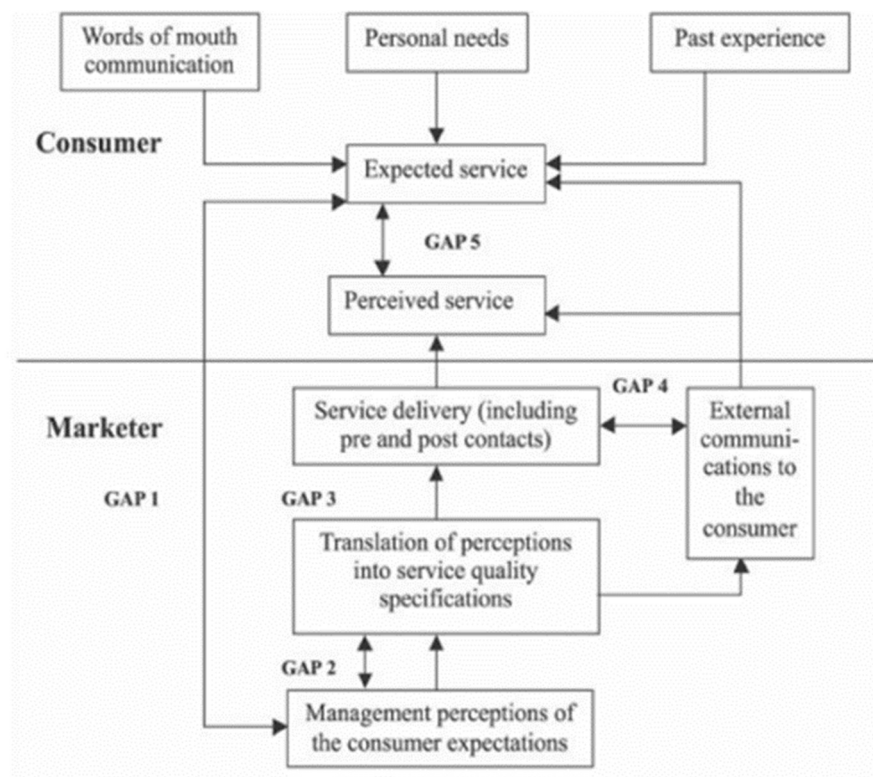 Words of mouth
communication
Personal needs
Past experience
Consumer
Expected service
GAP 5
Perceived service
Marketer
Service delivery (including
pre and post contacts)
GAP 4
External
communi-
cations to
the
consumer
GAP 1
GAP 3
Translation of perceptions
into service quality
specifications
GAP 2
Management perceptions of
the consumer expectations